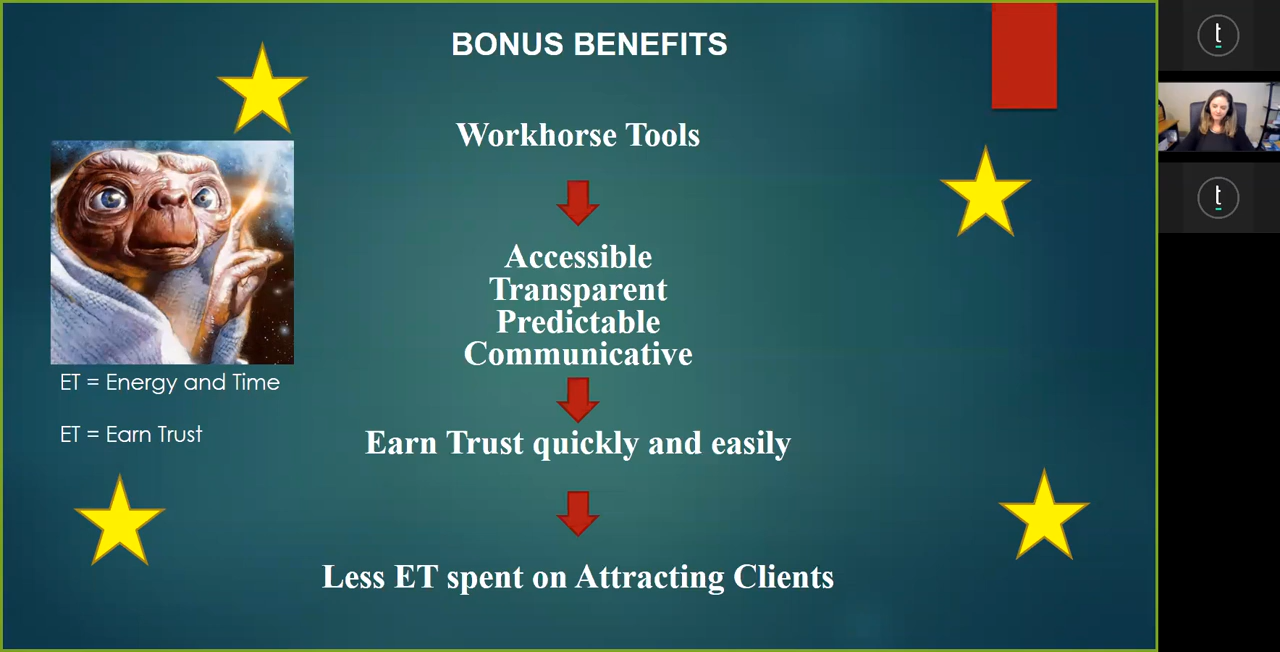 BONUS BENEFITS
Workhorse Tools
Accessible
Transparent
Predictable
Communicative
ET = Energy and Time
ET = Earn Trust
Earn Trust quickly and easily
Less ET spent on Attracting Clients
t
t